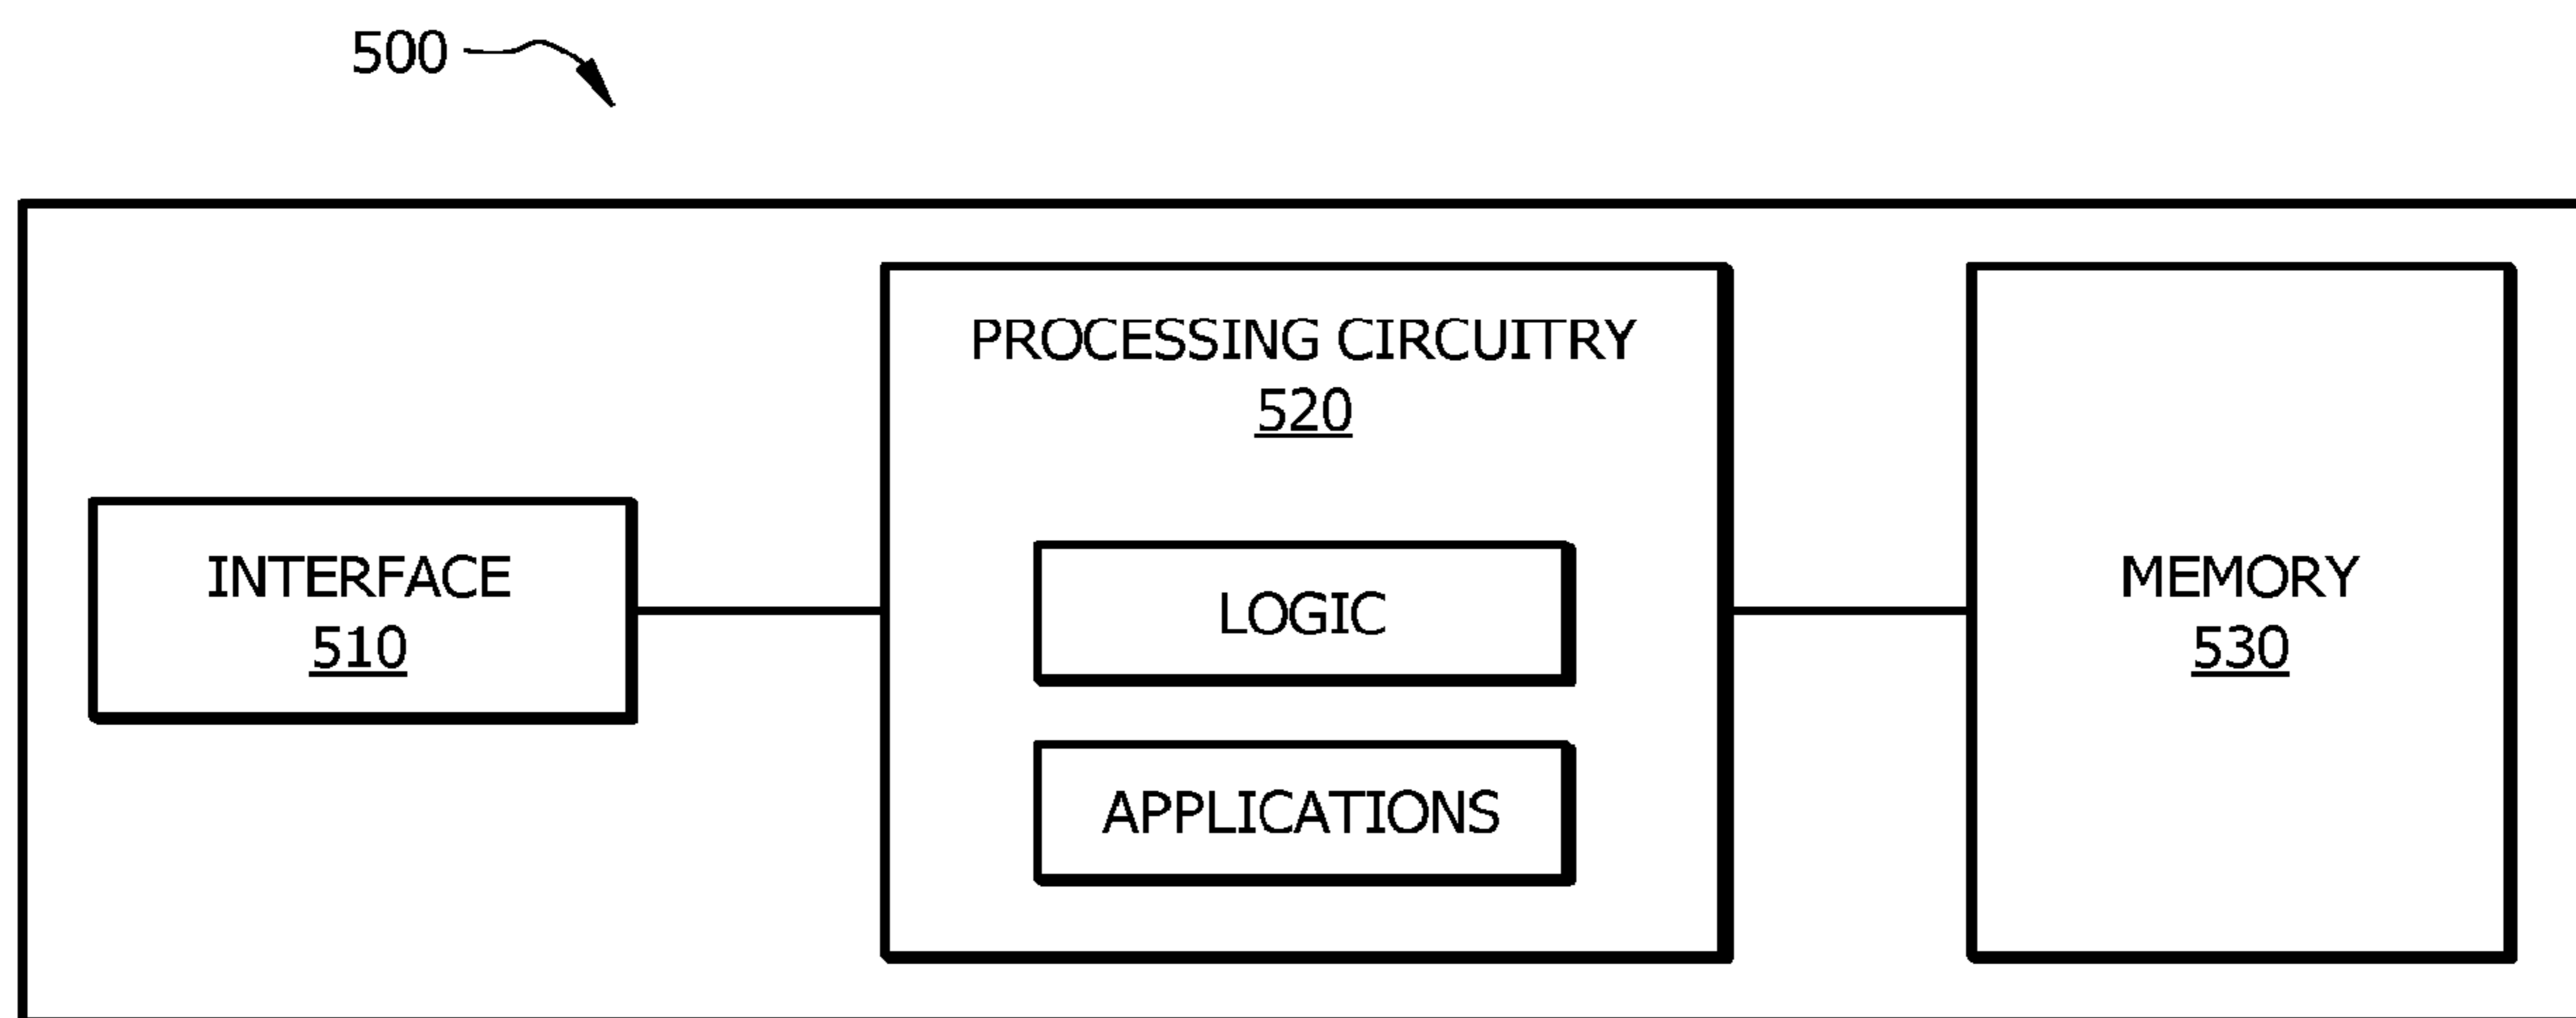 500
PROCESSING CIRCUITRY
520
INTERFACE
510
LOGIC
APPLICATIONS
MEMORY
530